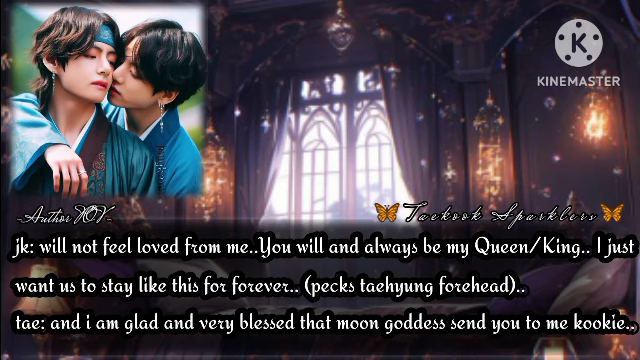 K
KINEMASTER
-Author
🦋 Taekook Sparklers 🦋
jk: will not feel loved from me..You will and always be my Queen/King.. I just
want us to stay like this for forever.. (pecks taehyung forehead)..
tae: and i am glad and very blessed that moon goddess send you to me kookie..